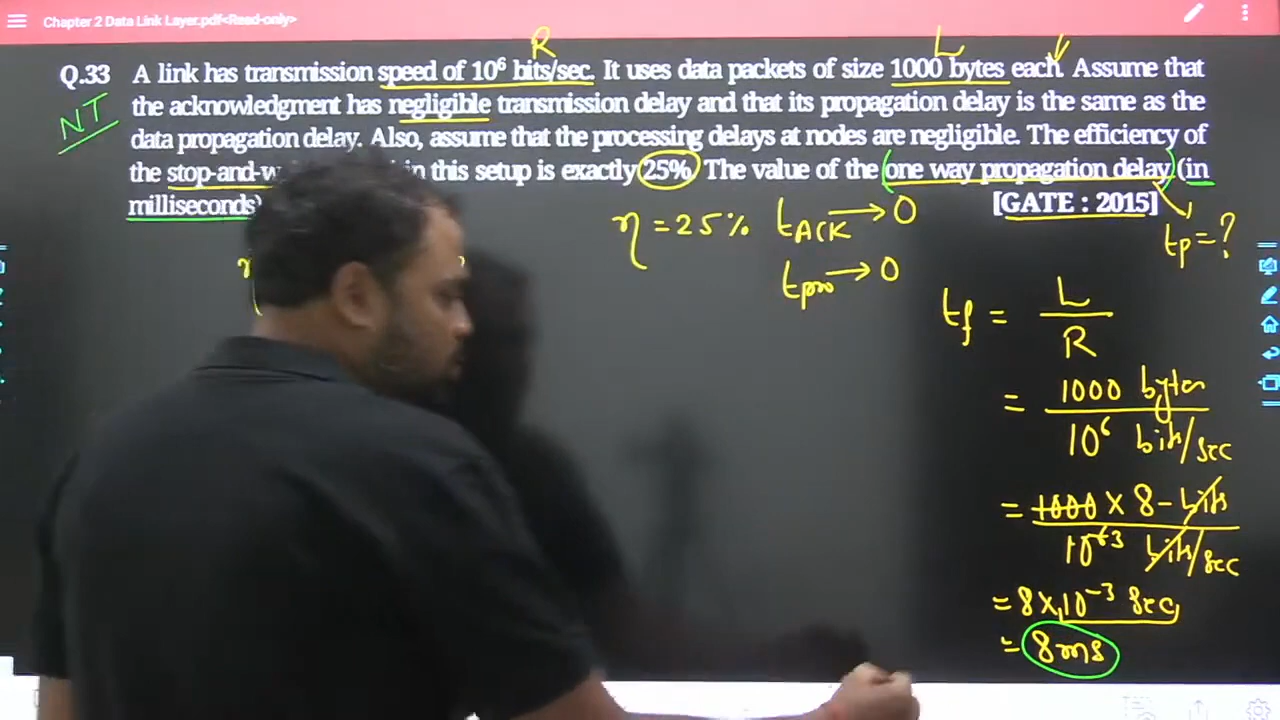 Chapter 2 Data Link Layer.pdf<Read-only>
R L
Q.33 A link has transmission speed of 10⁶ bits/sec. It uses data packets of size 1000 bytes each. Assume that
NT the acknowledgment has negligible transmission delay and that its propagation delay is the same as the
data propagation delay. Also, assume that the processing delays at nodes are negligible. The efficiency of
the stop-and-w in this setup is exactly 25%. The value of the (one way propagation delay) (in
milliseconds) [GATE : 2015]
η = 25% tACK → 0 tp = ?
tpro → 0
tf = L / R
= 1000 bytes / 10⁶ bits/sec
= 1000 × 8 - bits / 10⁶ 3 bits/sec
= 8 × 10⁻³ sec
= 8ms